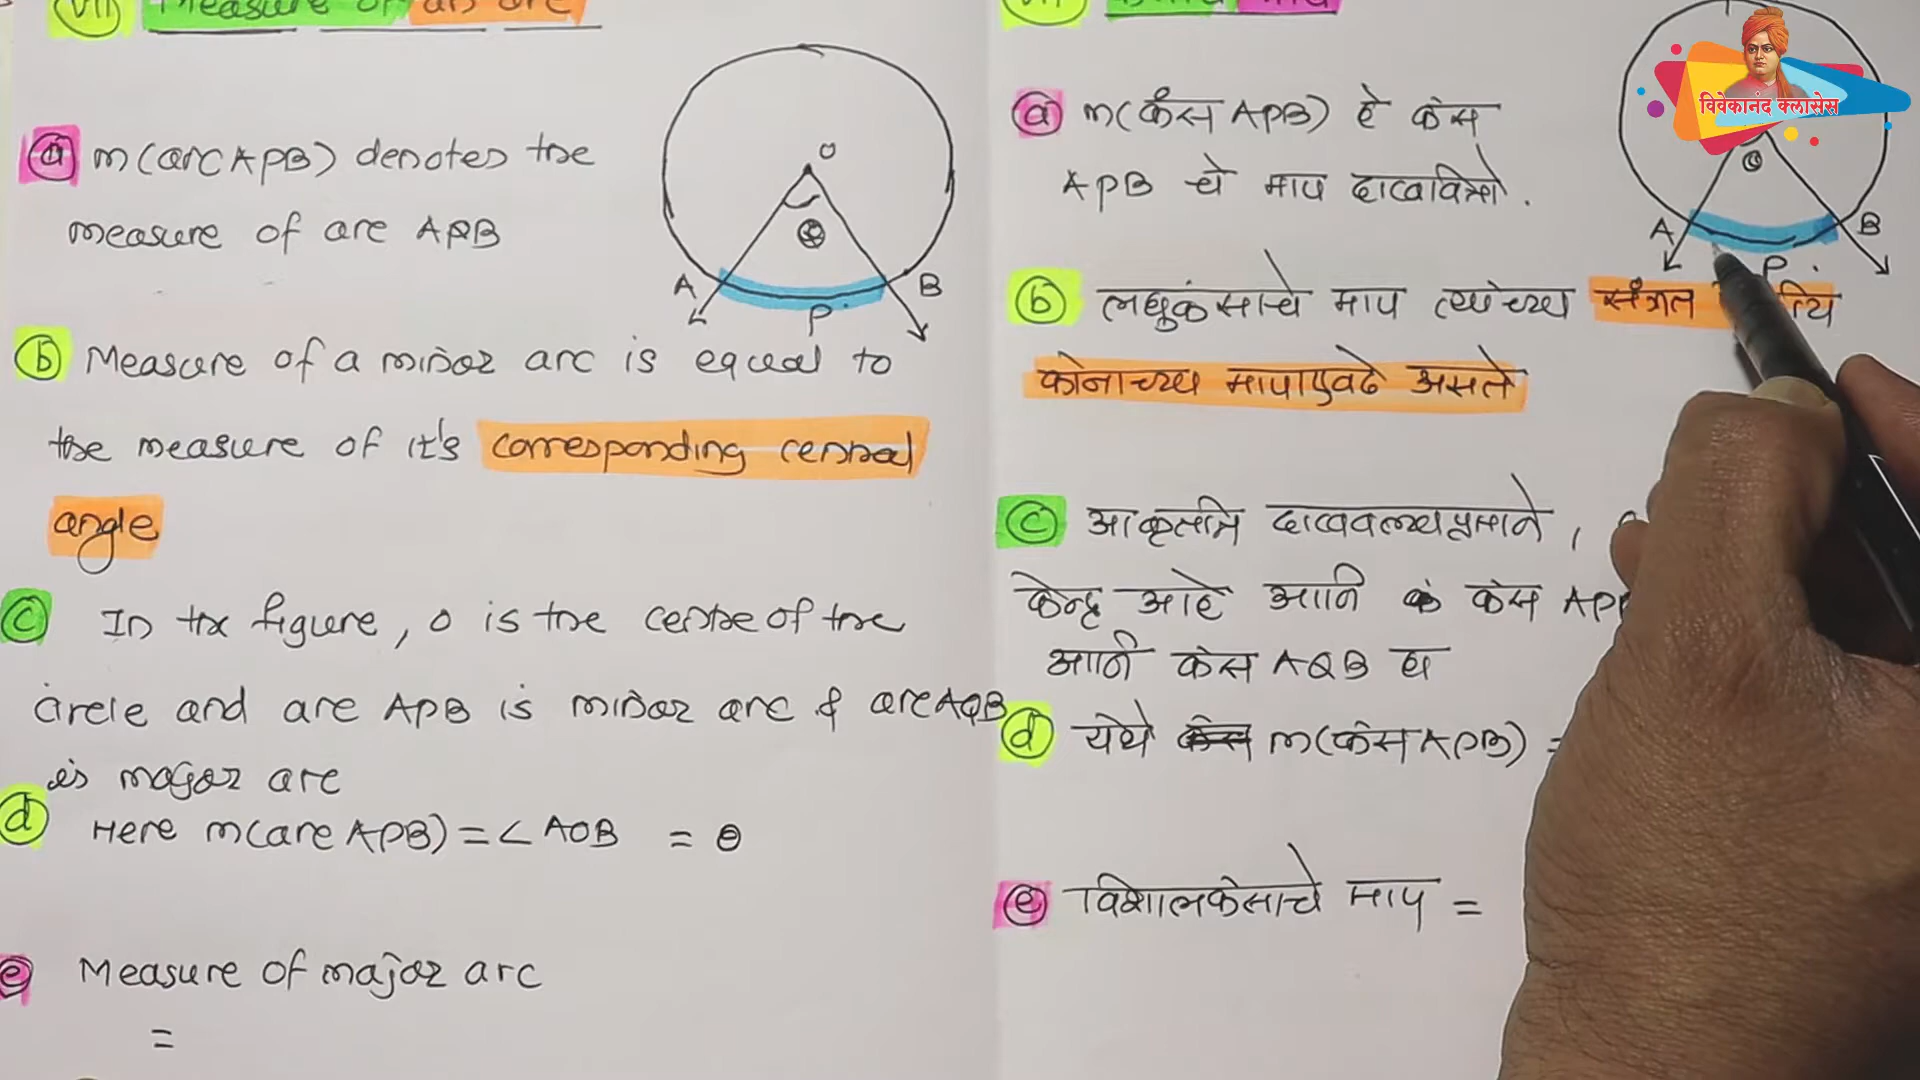 vii Measure of an arc
a m(arc APB) denotes the
measure of arc APB
O
A
B
P
b Measure of a minor arc is equal to
the measure of it's corresponding central
angle
c In the figure, O is the centre of the
circle and arc APB is minor arc & arc AQB
is major arc
d Here m(arc APB) = ∠AOB = θ
e Measure of major arc
=
विवेकानंद क्लासेस
a m(कंस APB) हे कंस
APB चे माप दाखवितो.
A
B
P
b लघुकंसाचे माप त्याच्या संगत
कोनाच्या मापाएवढे असते
c आकृतीत दाखवल्याप्रमाणे,
केन्द्र आहे आणि कंस
आणि कंस AQB हा
d येथे m(कंस APB) =
e विशालकंसाचे माप =